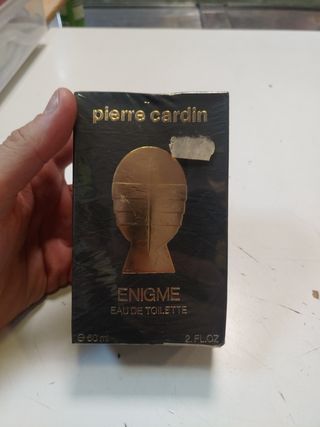 pierre cardin
ENIGME
EAU DE TOILETTE
℮ 60 ml 2. FL.OZ